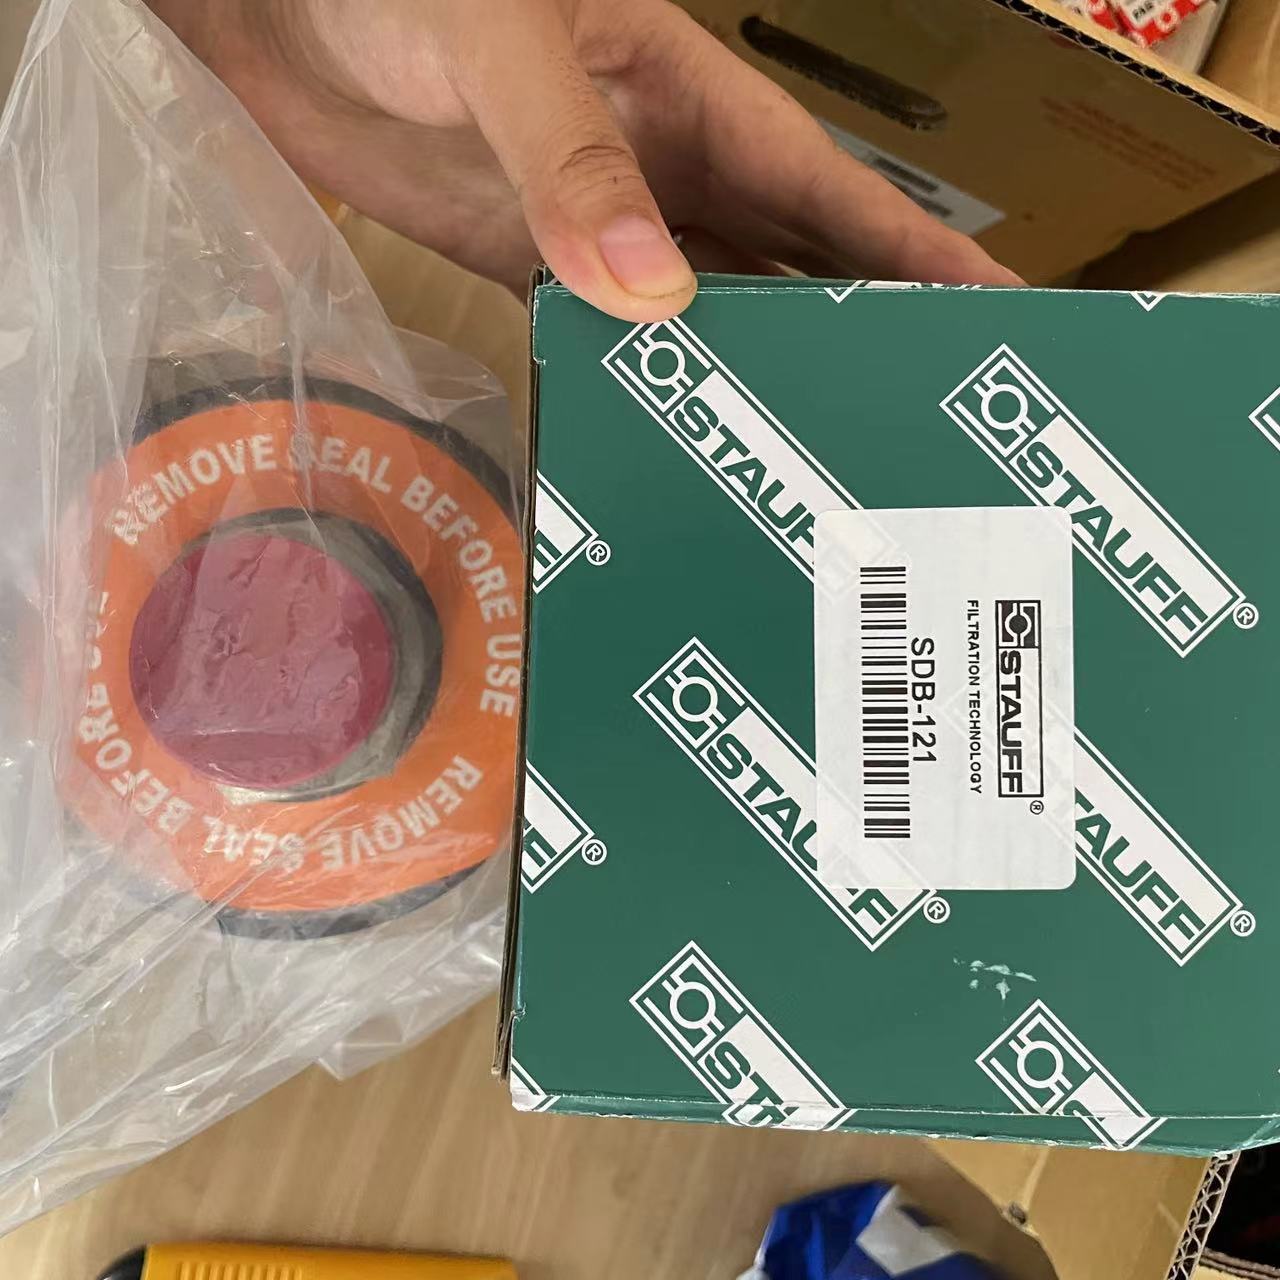 REMOVE SEAL BEFORE USE
REMOVE SEAL BEFORE USE
STAUFF®
STAUFF®
STAUFF®
STAUFF®
STAUFF®
FILTRATION TECHNOLOGY
SDB-121